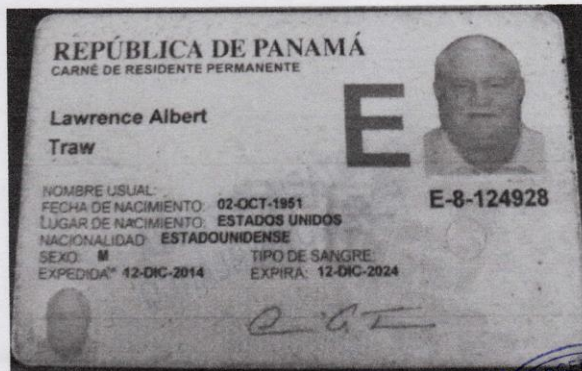 REPÚBLICA DE PANAMÁ
CARNÉ DE RESIDENTE PERMANENTE
Lawrence Albert
Traw
E
E-8-124928
NOMBRE USUAL:
FECHA DE NACIMIENTO: 02-OCT-1951
LUGAR DE NACIMIENTO: ESTADOS UNIDOS
NACIONALIDAD: ESTADOUNIDENSE
SEXO: M TIPO DE SANGRE:
EXPEDIDA: 12-DIC-2014 EXPIRA: 12-DIC-2024